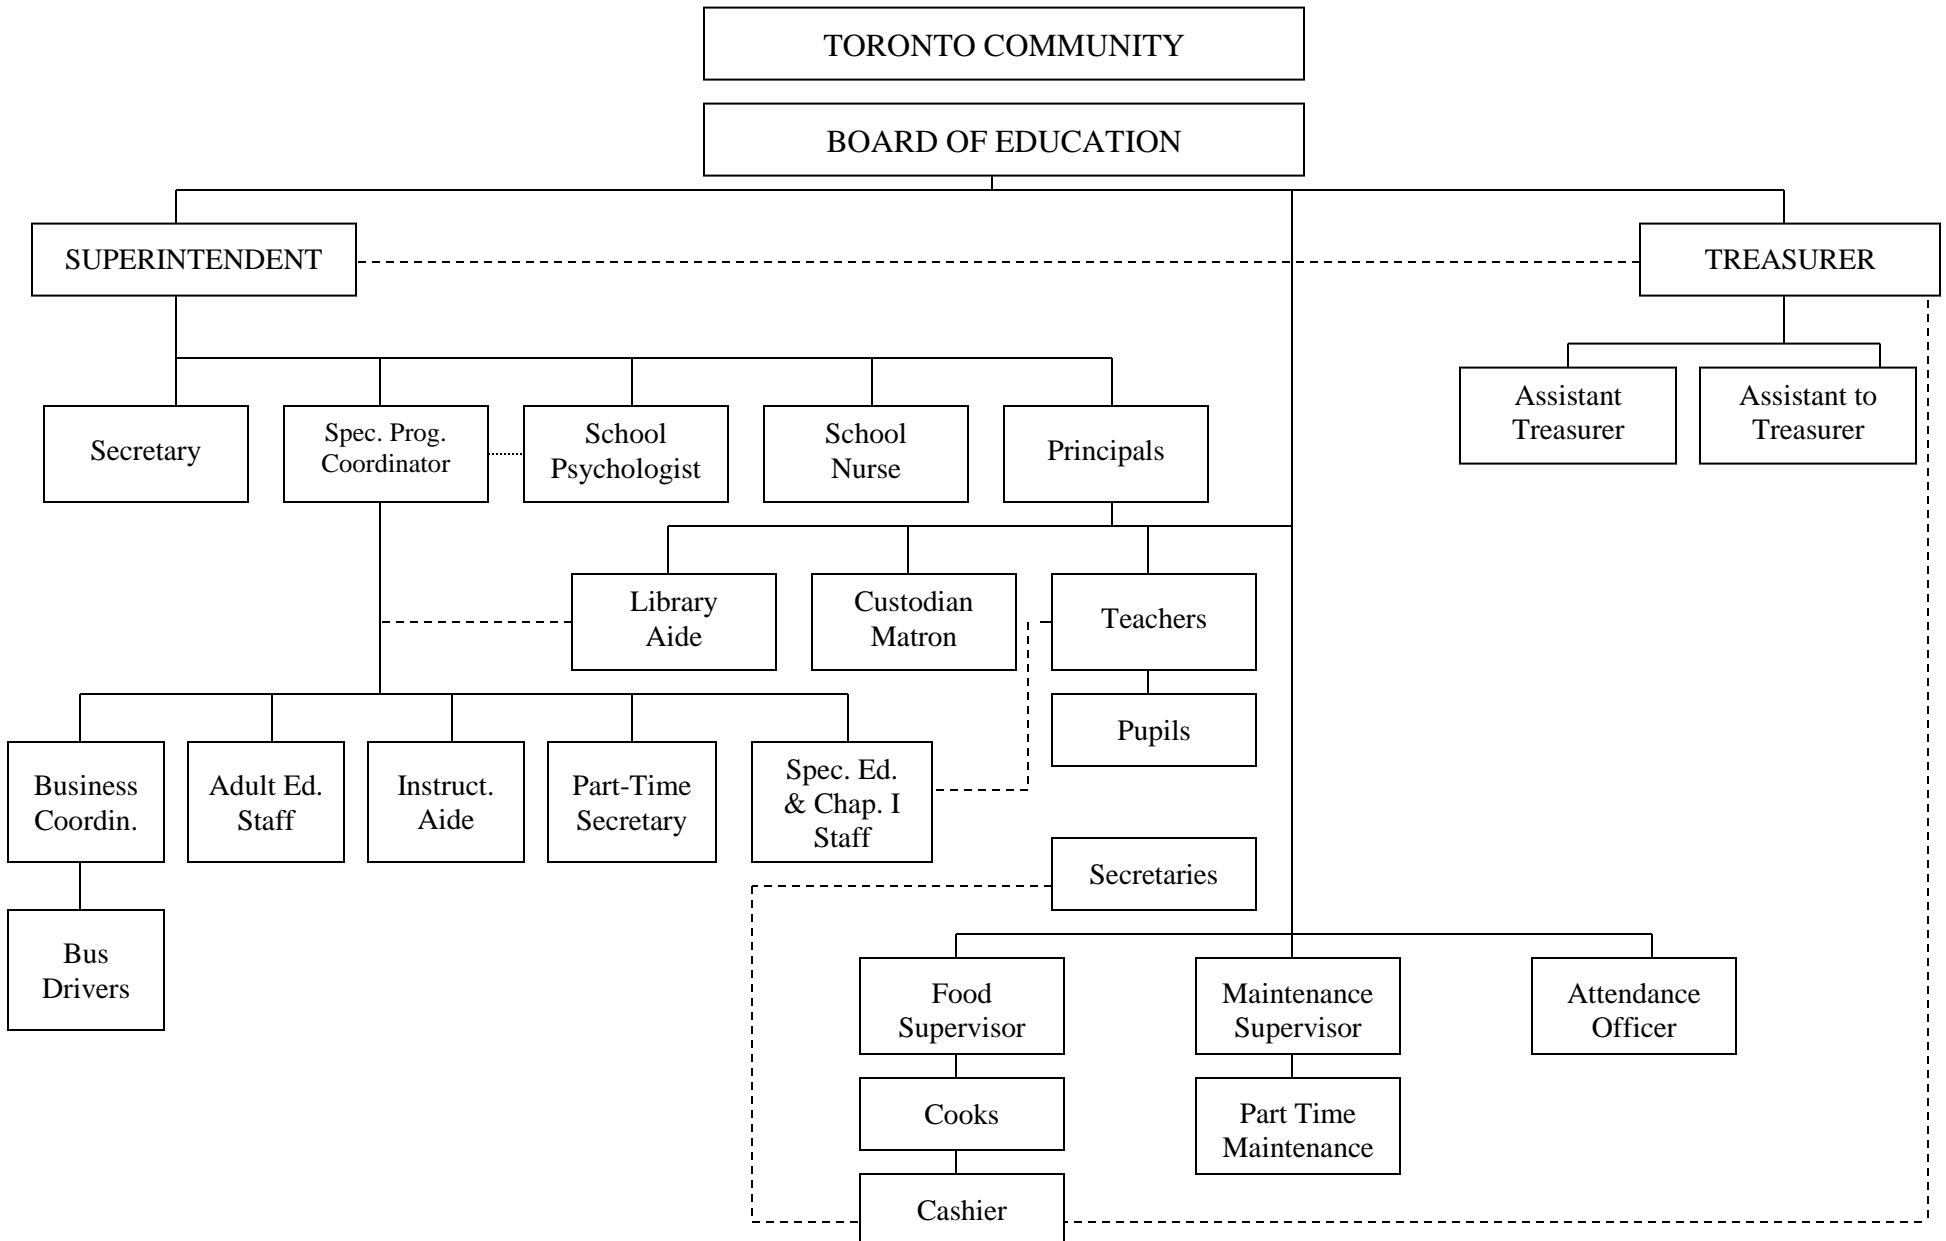 TORONTO COMMUNITY
BOARD OF EDUCATION
SUPERINTENDENT
TREASURER
Assistant
Treasurer
Assistant to
Treasurer
Secretary
Spec. Prog.
Coordinator
School
Psychologist
School
Nurse
Principals
Library
Aide
Custodian
Matron
Teachers
Pupils
Business
Coordin.
Adult Ed.
Staff
Instruct.
Aide
Part-Time
Secretary
Spec. Ed.
& Chap. I
Staff
Secretaries
Bus
Drivers
Food
Supervisor
Maintenance
Supervisor
Attendance
Officer
Cooks
Part Time
Maintenance
Cashier